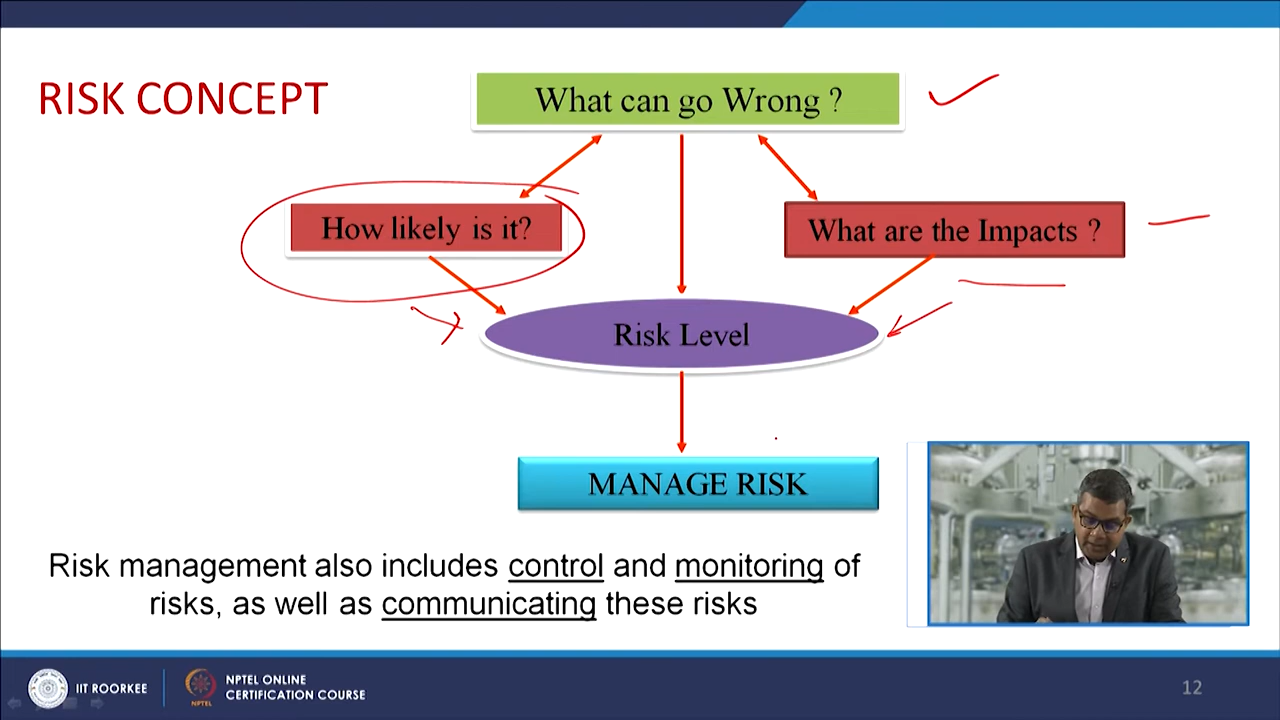 RISK CONCEPT
What can go Wrong ?
How likely is it?
What are the Impacts ?
Risk Level
MANAGE RISK
Risk management also includes control and monitoring of
risks, as well as communicating these risks
IIT ROORKEE
NPTEL
NPTEL ONLINE
CERTIFICATION COURSE
12